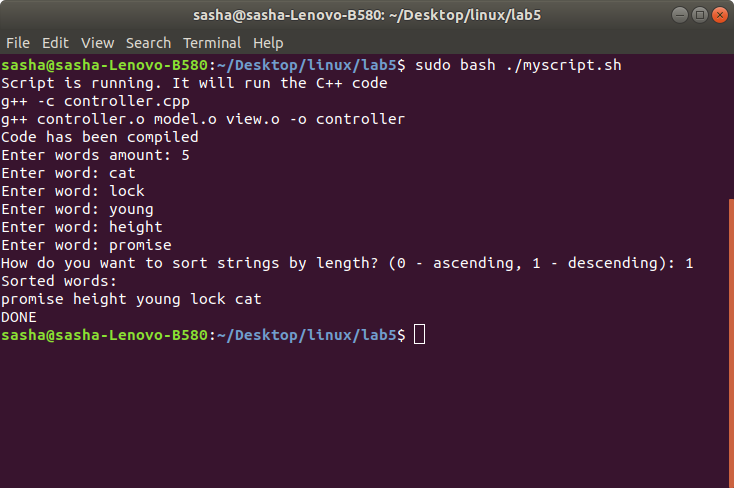 sasha@sasha-Lenovo-B580: ~/Desktop/linux/lab5
File Edit View Search Terminal Help
sasha@sasha-Lenovo-B580:~/Desktop/linux/lab5$ sudo bash ./myscript.sh
Script is running. It will run the C++ code
g++ -c controller.cpp
g++ controller.o model.o view.o -o controller
Code has been compiled
Enter words amount: 5
Enter word: cat
Enter word: lock
Enter word: young
Enter word: height
Enter word: promise
How do you want to sort strings by length? (0 - ascending, 1 - descending): 1
Sorted words:
promise height young lock cat
DONE
sasha@sasha-Lenovo-B580:~/Desktop/linux/lab5$